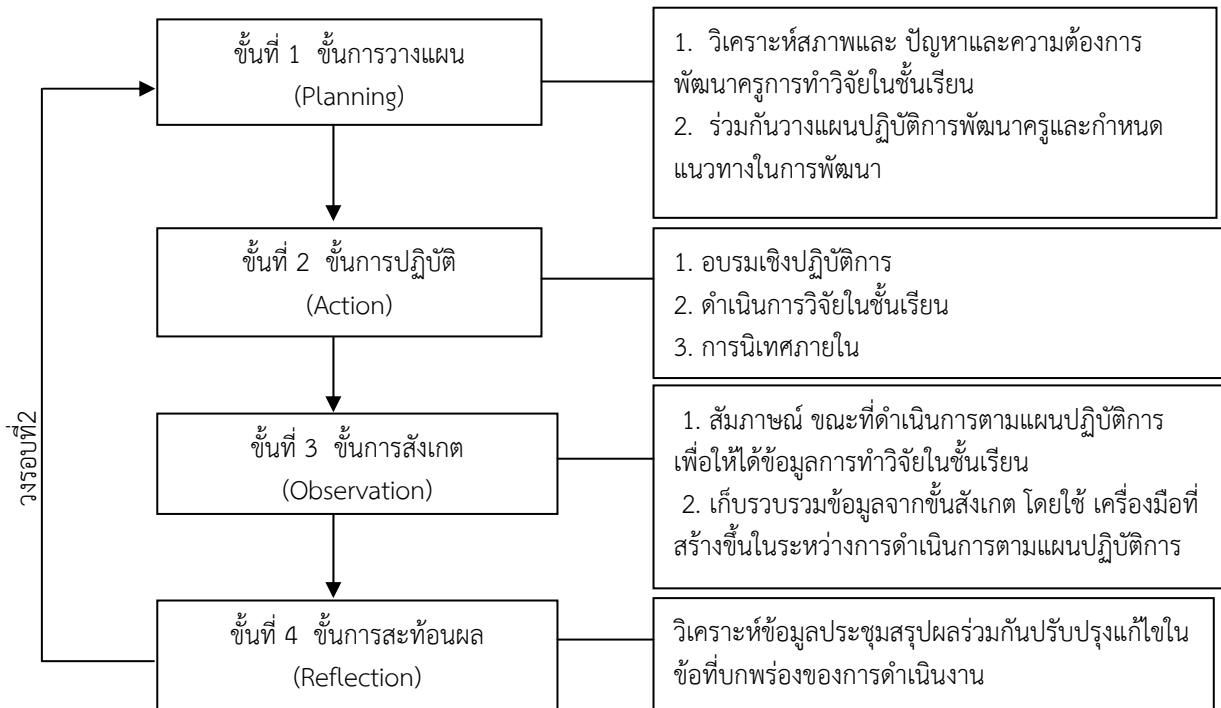 ขั้นที่ 1 ขั้นการวางแผน
(Planning)
1. วิเคราะห์สภาพและ ปัญหาและความต้องการ
พัฒนาครูการทำวิจัยในชั้นเรียน
2. ร่วมกันวางแผนปฏิบัติการพัฒนาครูและกำหนด
แนวทางในการพัฒนา
ขั้นที่ 2 ขั้นการปฏิบัติ
(Action)
1. อบรมเชิงปฏิบัติการ
2. ดำเนินการวิจัยในชั้นเรียน
3. การนิเทศภายใน
ขั้นที่ 3 ขั้นการสังเกต
(Observation)
1. สัมภาษณ์ ขณะที่ดำเนินการตามแผนปฏิบัติการ
เพื่อให้ได้ข้อมูลการทำวิจัยในชั้นเรียน
2. เก็บรวบรวมข้อมูลจากขั้นสังเกต โดยใช้ เครื่องมือที่
สร้างขึ้นในระหว่างการดำเนินการตามแผนปฏิบัติการ
ขั้นที่ 4 ขั้นการสะท้อนผล
(Reflection)
วิเคราะห์ข้อมูลประชุมสรุปผลร่วมกันปรับปรุงแก้ไขใน
ข้อที่บกพร่องของการดำเนินงาน
วงรอบที่2